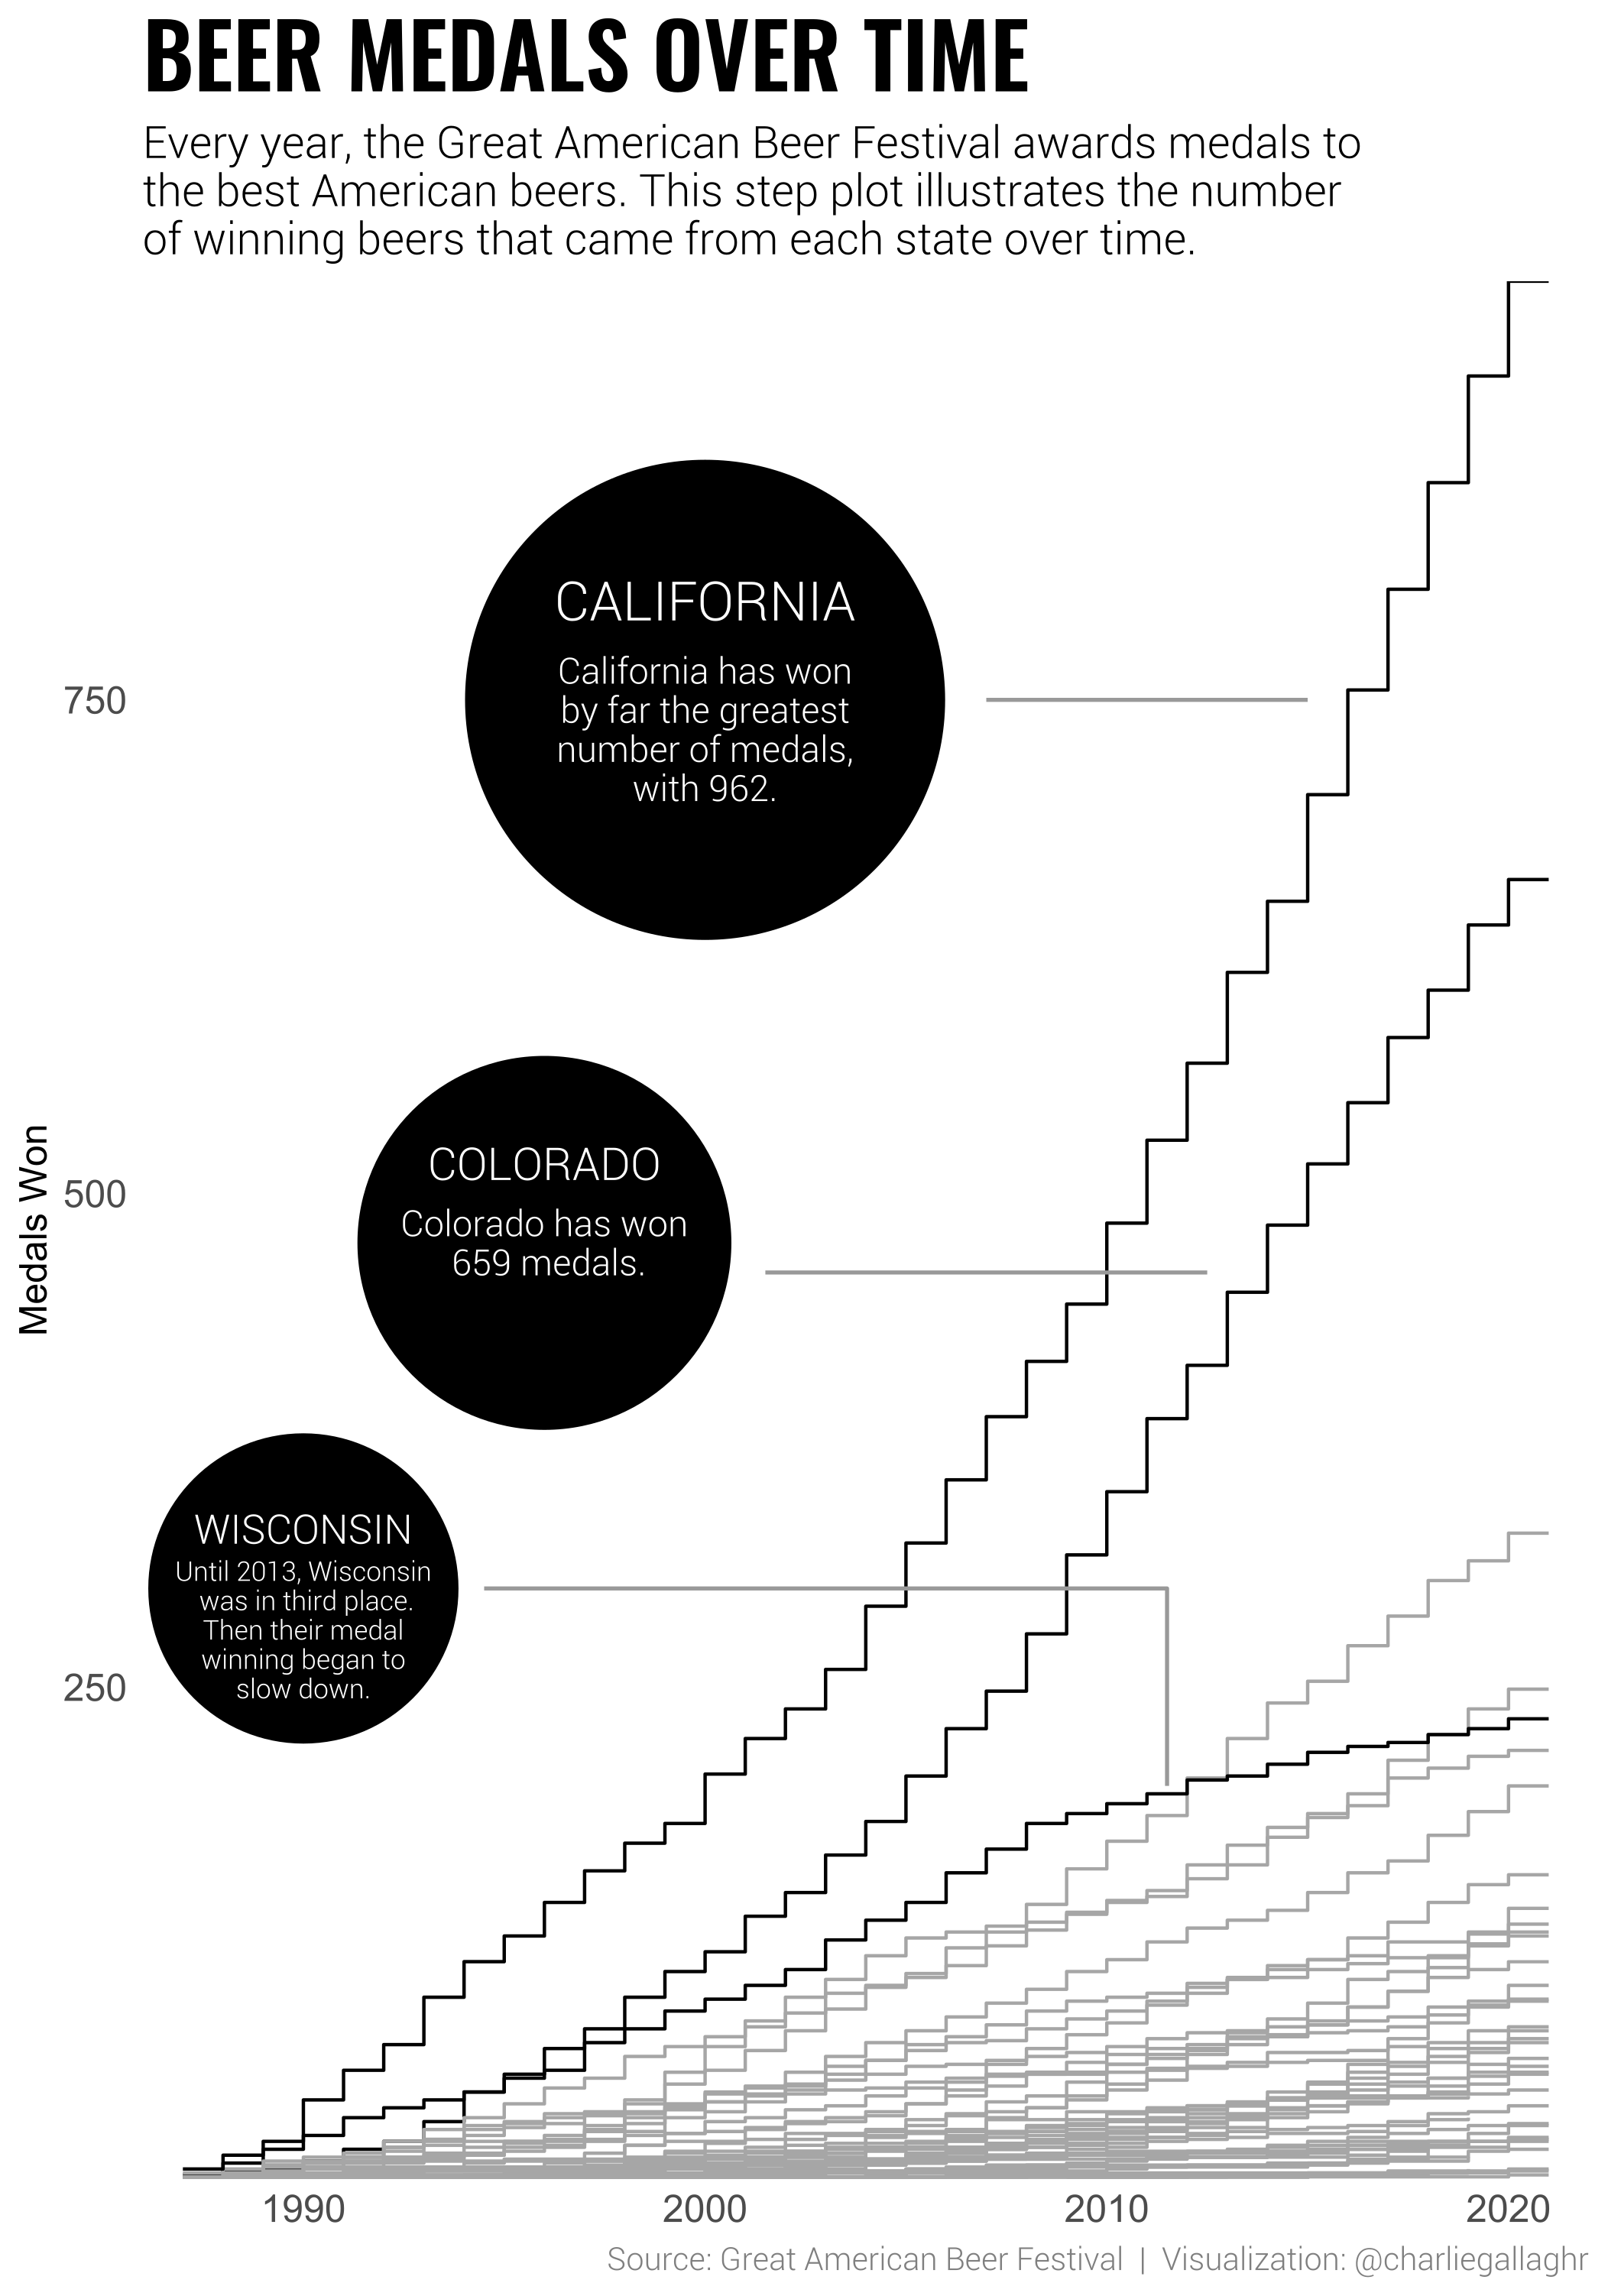 BEER MEDALS OVER TIME
Every year, the Great American Beer Festival awards medals to
the best American beers. This step plot illustrates the number
of winning beers that came from each state over time.
CALIFORNIA
California has won
by far the greatest
number of medals,
with 962.
750
COLORADO
Colorado has won
659 medals.
500
Medals Won
WISCONSIN
Until 2013, Wisconsin
was in third place.
Then their medal
winning began to
slow down.
250
1990 2000 2010 2020
Source: Great American Beer Festival | Visualization: @charliegallaghr